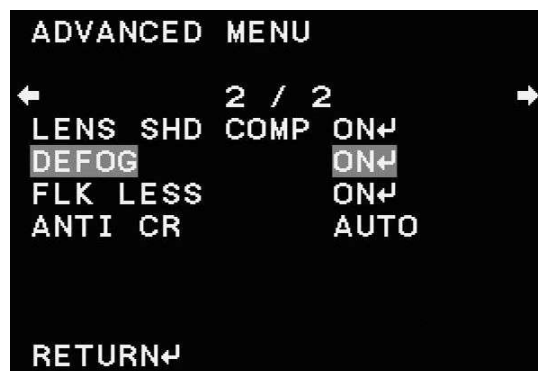 ADVANCED MENU
← 2 / 2 →
LENS SHD COMP ON↵
DEFOG ON↵
FLK LESS ON↵
ANTI CR AUTO
RETURN↵